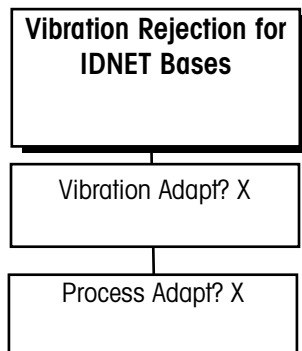 Vibration Rejection for
IDNET Bases
Vibration Adapt? X
Process Adapt? X